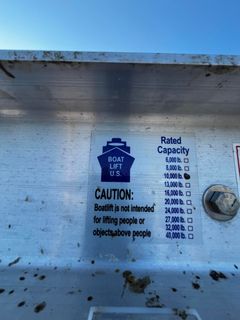 BOAT
LIFT
U.S.
CAUTION:
Boatlift is not intended
for lifting people or
objects above people
Rated
Capacity
6,000 lb.
8,000 lb.
10,000 lb.
13,000 lb.
16,000 lb.
20,000 lb.
24,000 lb.
27,000 lb.
32,000 lb.
40,000 lb.